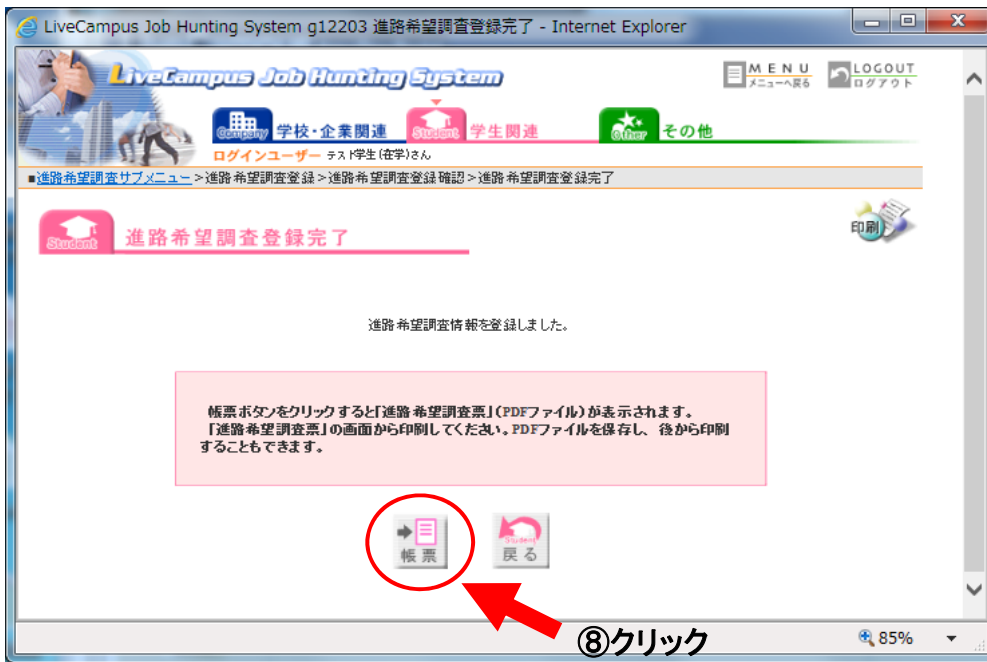 LiveCampus Job Hunting System g12203 進路希望調査登録完了 - Internet Explorer
LiveCampus Job Hunting System
MENU
メニューへ戻る
LOGOUT
ログアウト
Company 学校・企業関連 Student 学生関連 Other その他
ログインユーザー テスト学生(在学)さん
■進路希望調査サブメニュー>進路希望調査登録>進路希望調査登録確認>進路希望調査登録完了
Student 進路希望調査登録完了
印刷
進路希望調査情報を登録しました。
帳票ボタンをクリックすると「進路希望調査票」(PDFファイル)が表示されます。
「進路希望調査票」の画面から印刷してください。PDFファイルを保存し、後から印刷
することもできます。
帳票
Student
戻る
⑧クリック
85%